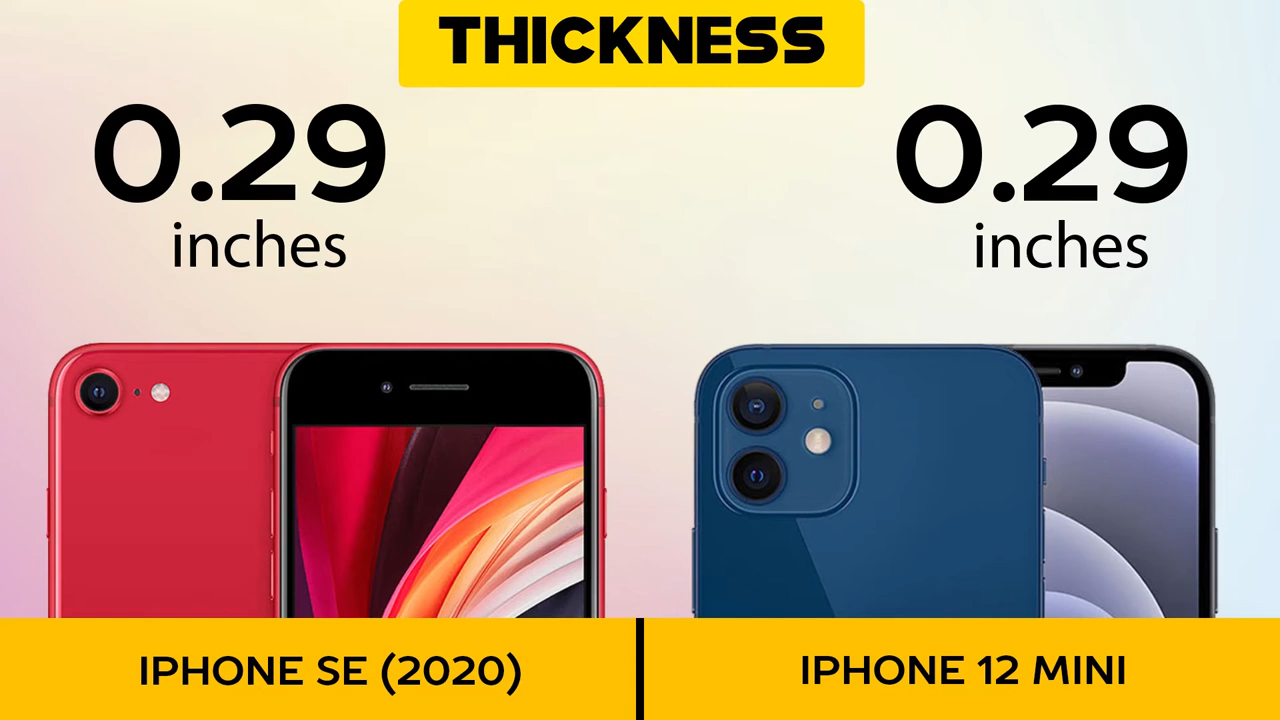 THICKNESS
0.29
inches
0.29
inches
IPHONE SE (2020)
IPHONE 12 MINI